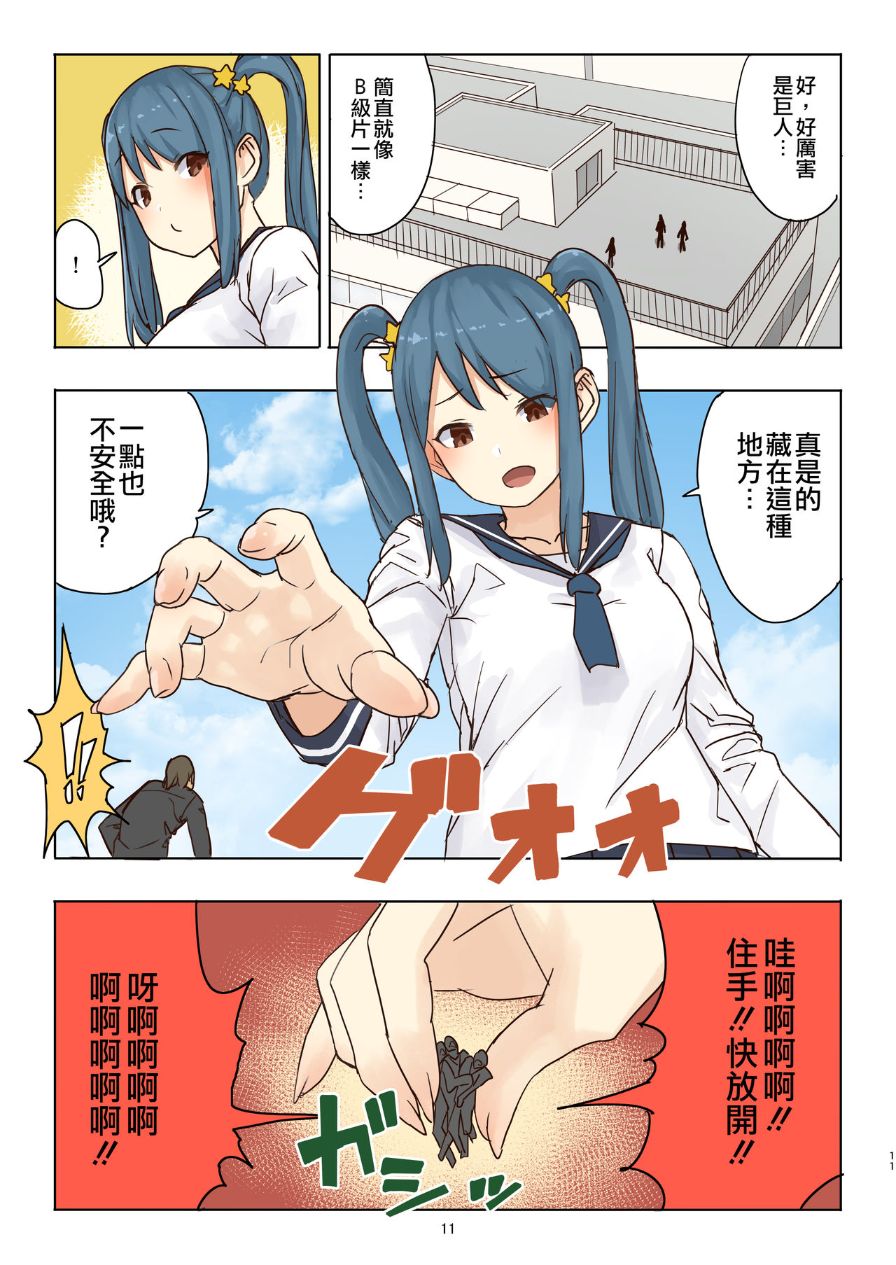 好，好厲害
是巨人…
簡直就像
B級片一樣…
！
真是的
藏在這種
地方…
一點也
不安全哦？
!!
グオォ
哇啊啊啊啊!!
住手!!快放開!!
呀啊啊啊啊
啊啊啊啊啊!!
ガシッ
11
11